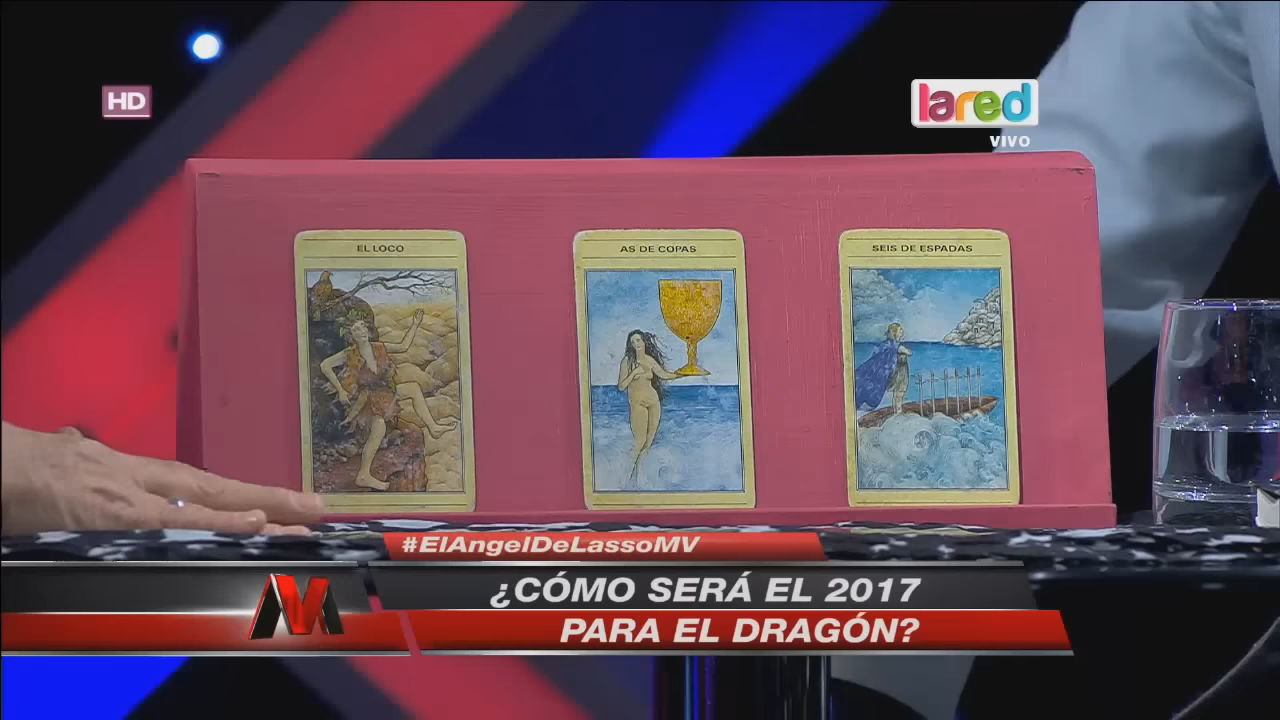 HD
lared
VIVO
EL LOCO
AS DE COPAS
SEIS DE ESPADAS
#ElAngelDeLassoMV
¿CÓMO SERÁ EL 2017
PARA EL DRAGÓN?